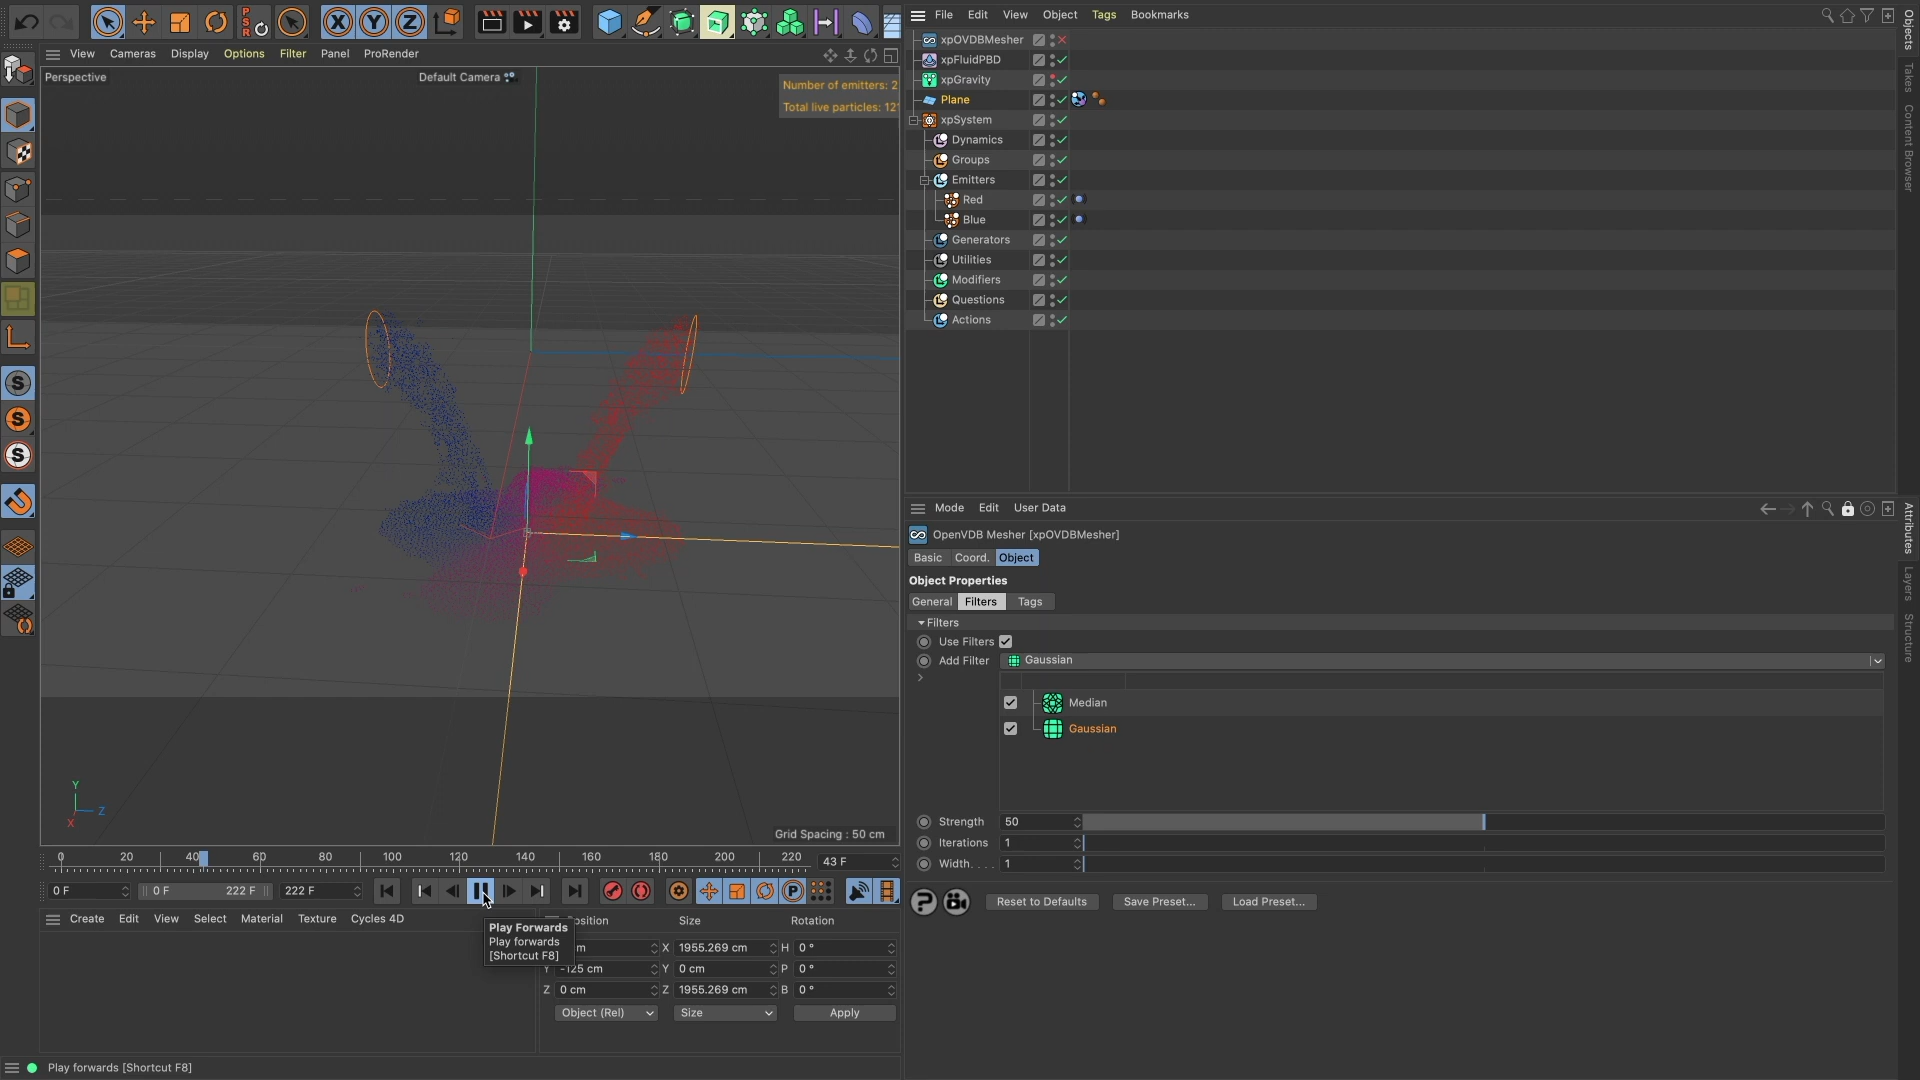 File Edit View Object Tags Bookmarks
View Cameras Display Options Filter Panel ProRender
Perspective
Default Camera
Number of emitters: 2
Total live particles: 12
PSR
X Y Z
xpOVDBMesher
xpFluidPBD
xpGravity
Plane
xpSystem
Dynamics
Groups
Emitters
Red
Blue
Generators
Utilities
Modifiers
Questions
Actions
Objects
Takes
Content Browser
S
S
S
Y
Z
X
Grid Spacing : 50 cm
Mode Edit User Data
OpenVDB Mesher [xpOVDBMesher]
Basic Coord. Object
Object Properties
General Filters Tags
Filters
Use Filters
Add Filter Gaussian
Median
Gaussian
Strength 50
Iterations 1
Width. . . . 1
Reset to Defaults Save Preset... Load Preset...
Attributes
Layers
Structure
0 20 40 60 80 100 120 140 160 180 200 220 43 F
0 F 0 F 222 F 222 F
P
Create Edit View Select Material Texture Cycles 4D
osition Size Rotation
Play Forwards
Play forwards
[Shortcut F8]
m X 1955.269 cm H 0 °
Y -125 cm Y 0 cm P 0 °
Z 0 cm Z 1955.269 cm B 0 °
Object (Rel) Size Apply
Play forwards [Shortcut F8]